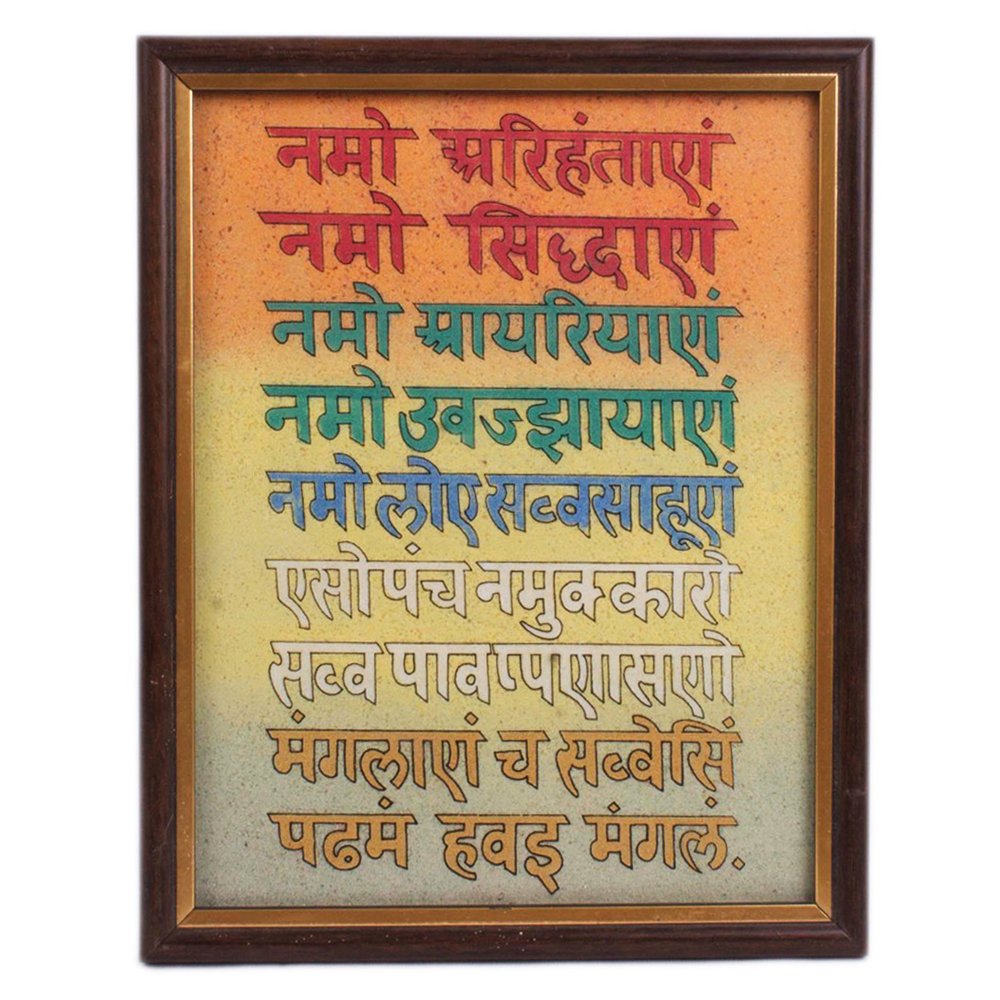 नमो अरिहंताणं
नमो सिद्धाणं
नमो आयरियाणं
नमो उवज्झायाणं
नमो लोए सव्वसाहूणं
एसो पंच नमुक्कारो
सव्व पावप्पणासणो
मंगलाणं च सव्वेसिं
पढमं हवइ मंगलं.